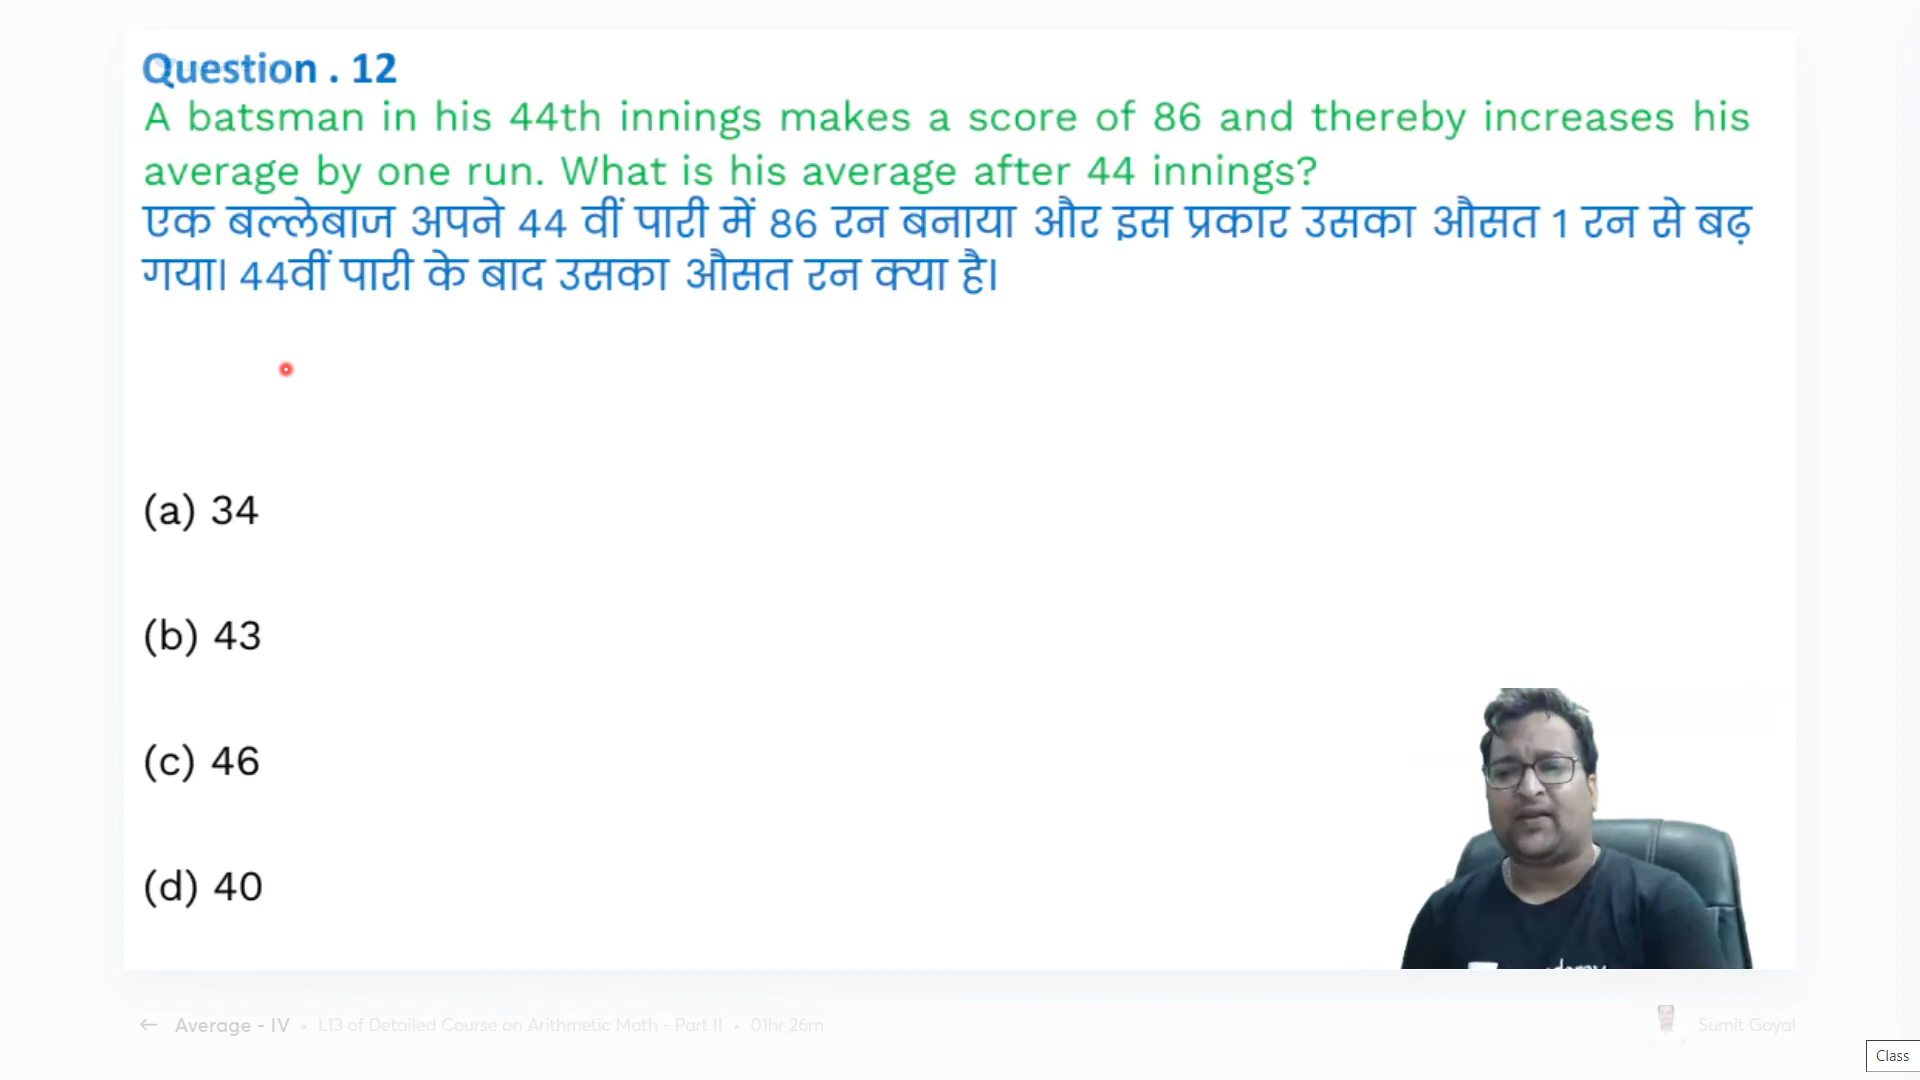 Question . 12
A batsman in his 44th innings makes a score of 86 and thereby increases his
average by one run. What is his average after 44 innings?
एक बल्लेबाज अपने 44 वीं पारी में 86 रन बनाया और इस प्रकार उसका औसत 1 रन से बढ़
गया। 44वीं पारी के बाद उसका औसत रन क्या है।
(a) 34
(b) 43
(c) 46
(d) 40
← Average - IV • L13 of Detailed Course on Arithmetic Math - Part II • 01hr 26m
Sumit Goyal
Class